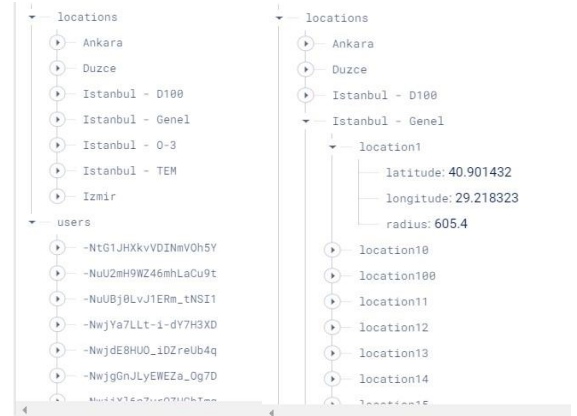 locations
Ankara
Duzce
Istanbul - D100
Istanbul - Genel
Istanbul - O-3
Istanbul - TEM
Izmir
users
-NtG1JHXkvVDINmVOh5Y
-NuU2mH9WZ46mhLaCu9t
-NuUBj0LvJ1ERm_tNSI1
-NwjYa7LLt-i-dY7H3XD
-NwjdE8HUO_iDZreUb4q
-NwjgGnJLyEWEZa_Og7D
locations
Ankara
Duzce
Istanbul - D100
Istanbul - Genel
location1
latitude: 40.901432
longitude: 29.218323
radius: 605.4
location10
location100
location11
location12
location13
location14
location15